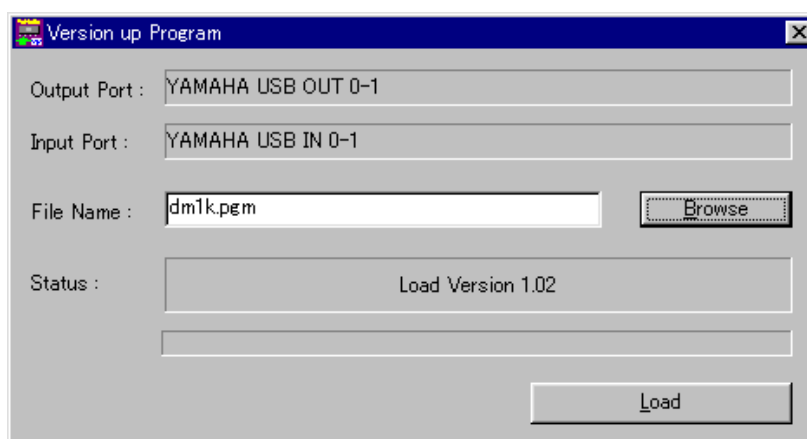 Version up Program
Output Port : YAMAHA USB OUT 0-1
Input Port : YAMAHA USB IN 0-1
File Name : dm1k.pgm Browse
Status : Load Version 1.02
Load